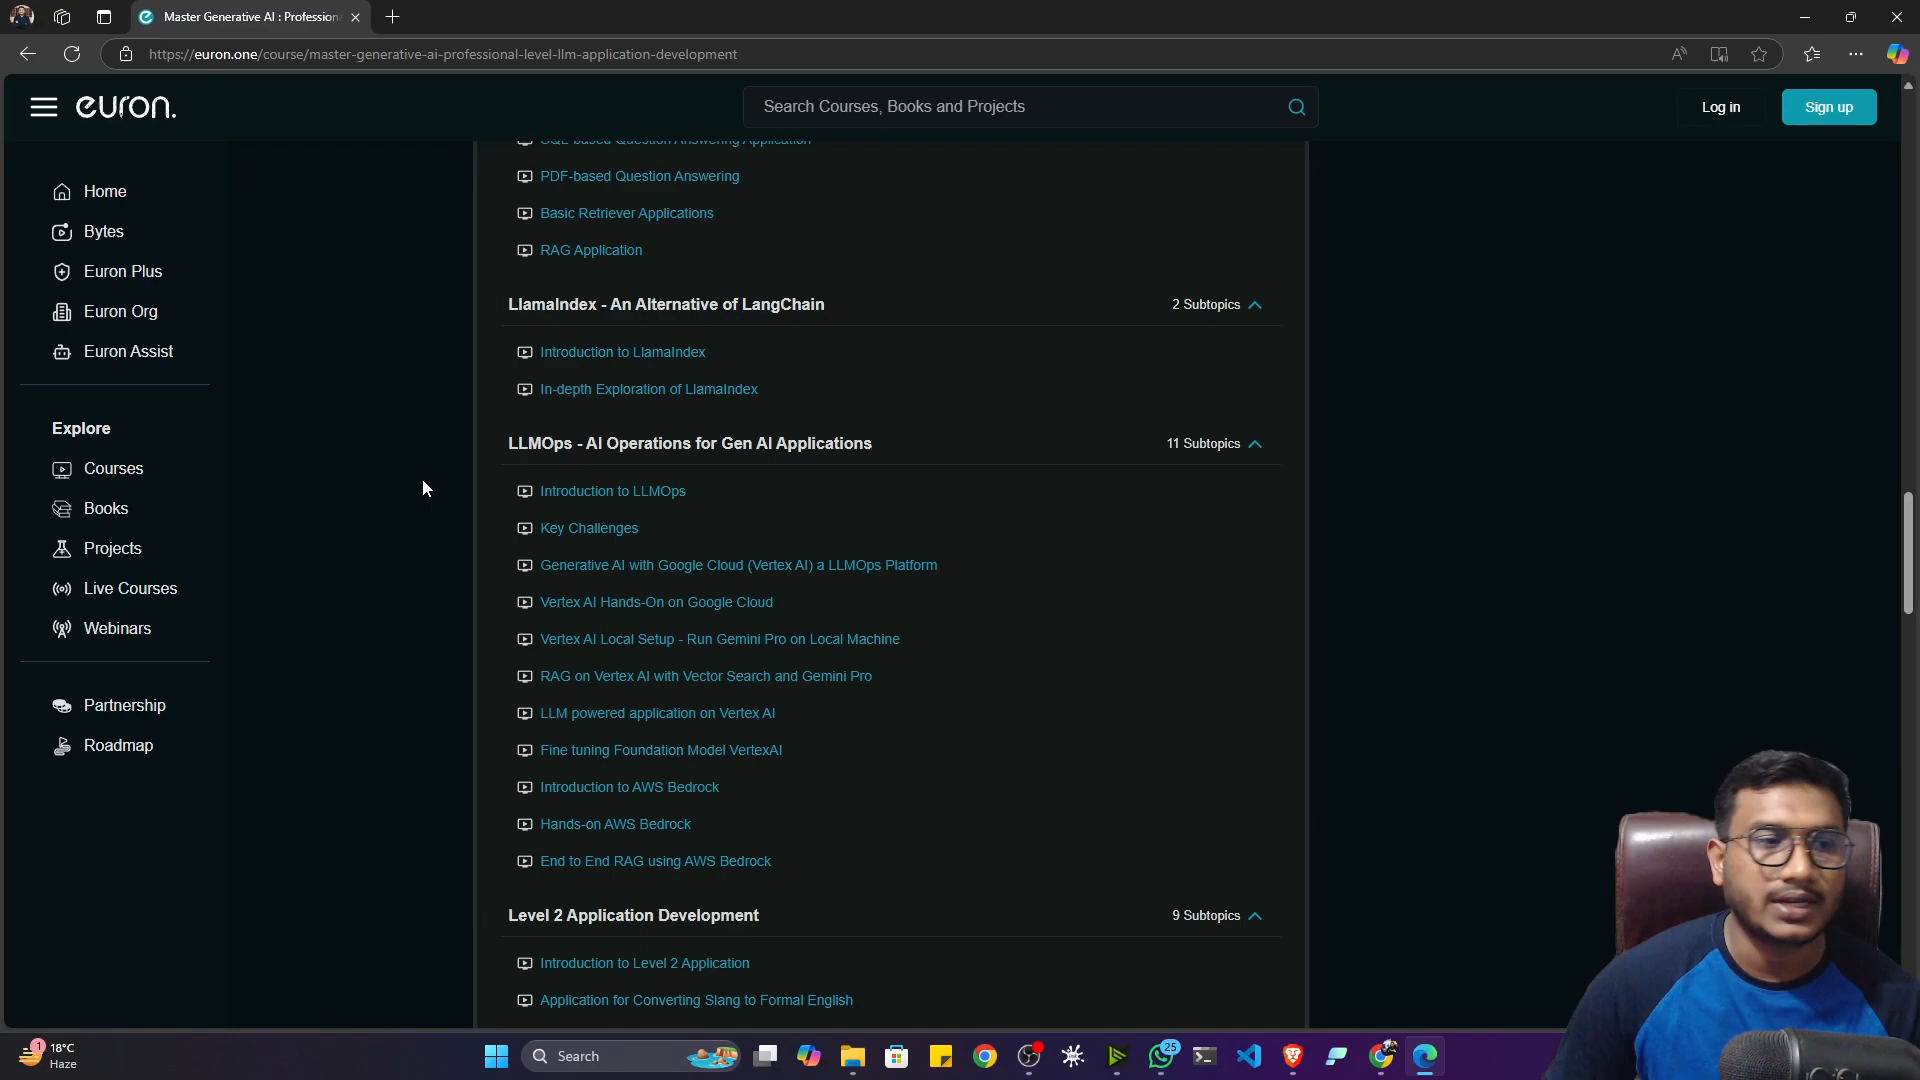 Master Generative AI : Profession
https://euron.one/course/master-generative-ai-professional-level-llm-application-development
euron.
Search Courses, Books and Projects
Log in
Sign up
Home
Bytes
Euron Plus
Euron Org
Euron Assist
Explore
Courses
Books
Projects
Live Courses
Webinars
Partnership
Roadmap
SQL-based Question Answering Application
PDF-based Question Answering
Basic Retriever Applications
RAG Application
LlamaIndex - An Alternative of LangChain
2 Subtopics
Introduction to LlamaIndex
In-depth Exploration of LlamaIndex
LLMOps - AI Operations for Gen AI Applications
11 Subtopics
Introduction to LLMOps
Key Challenges
Generative AI with Google Cloud (Vertex AI) a LLMOps Platform
Vertex AI Hands-On on Google Cloud
Vertex AI Local Setup - Run Gemini Pro on Local Machine
RAG on Vertex AI with Vector Search and Gemini Pro
LLM powered application on Vertex AI
Fine tuning Foundation Model VertexAI
Introduction to AWS Bedrock
Hands-on AWS Bedrock
End to End RAG using AWS Bedrock
Level 2 Application Development
9 Subtopics
Introduction to Level 2 Application
Application for Converting Slang to Formal English
1
18°C
Haze
Search
25